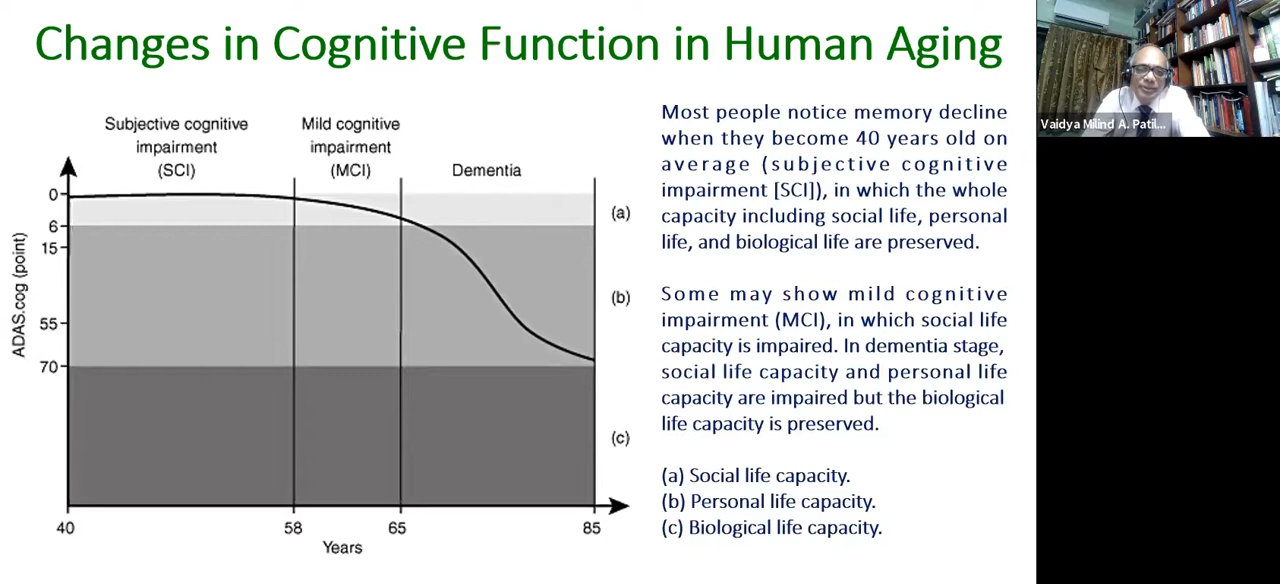 Changes in Cognitive Function in Human Aging
Subjective cognitive
impairment
(SCI)
Mild cognitive
impairment
(MCI)
Dementia
0
6
15
55
70
ADAS.cog (point)
(a)
(b)
(c)
40
58
65
85
Years
Most people notice memory decline
when they become 40 years old on
average (subjective cognitive
impairment [SCI]), in which the whole
capacity including social life, personal
life, and biological life are preserved.
Some may show mild cognitive
impairment (MCI), in which social life
capacity is impaired. In dementia stage,
social life capacity and personal life
capacity are impaired but the biological
life capacity is preserved.
(a) Social life capacity.
(b) Personal life capacity.
(c) Biological life capacity.
Vaidya Milind A. Patil...